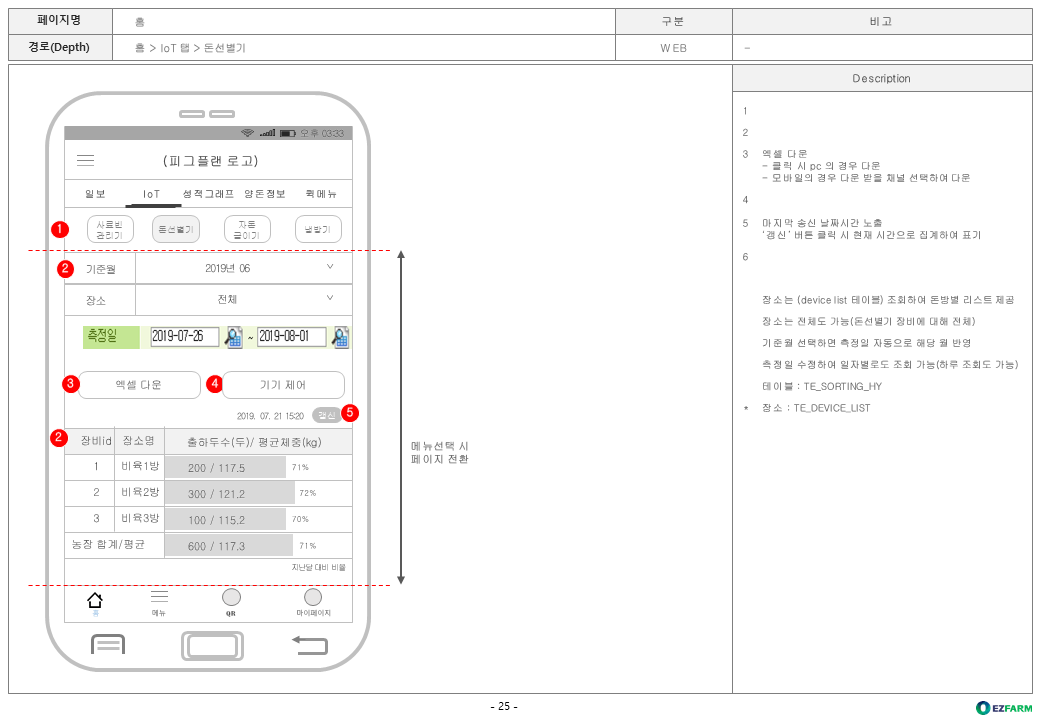 페이지명 홈 구분 비고
경로(Depth) 홈 > IoT 탭 > 돈선별기 WEB -
Description
오후 03:33
(피그플랜 로고)
일보 IoT 성적그래프 양돈정보 퀵메뉴
1 사료빈 관리기 돈선별기 자동 급이기 냉방기
2 기준월 2019년 06
장소 전체
측정일 2019-07-26 ~ 2019-08-01
3 엑셀 다운 4 기기 제어
2019. 07. 21 15:20 갱신 5
2 장비id 장소명 출하두수(두)/ 평균체중(kg)
1 비육1방 200 / 117.5 71%
2 비육2방 300 / 121.2 72%
3 비육3방 100 / 115.2 70%
농장 합계/평균 600 / 117.3 71%
지난달 대비 비율
홈 메뉴 QR 마이페이지
메뉴선택 시
페이지 전환
1
2
3 엑셀 다운
- 클릭 시 pc 의 경우 다운
- 모바일의 경우 다운 받을 채널 선택하여 다운
4
5 마지막 송신 날짜시간 노출
‘갱신’ 버튼 클릭 시 현재 시간으로 집계하여 표기
6
장소는 (device list 테이블) 조회하여 돈방별 리스트 제공
장소는 전체도 가능(돈선별기 장비에 대해 전체)
기준월 선택하면 측정일 자동으로 해당 월 반영
측정일 수정하여 일자별로도 조회 가능(하루 조회도 가능)
테이블 : TE_SORTING_HY
* 장소 : TE_DEVICE_LIST
- 25 -
EZFARM